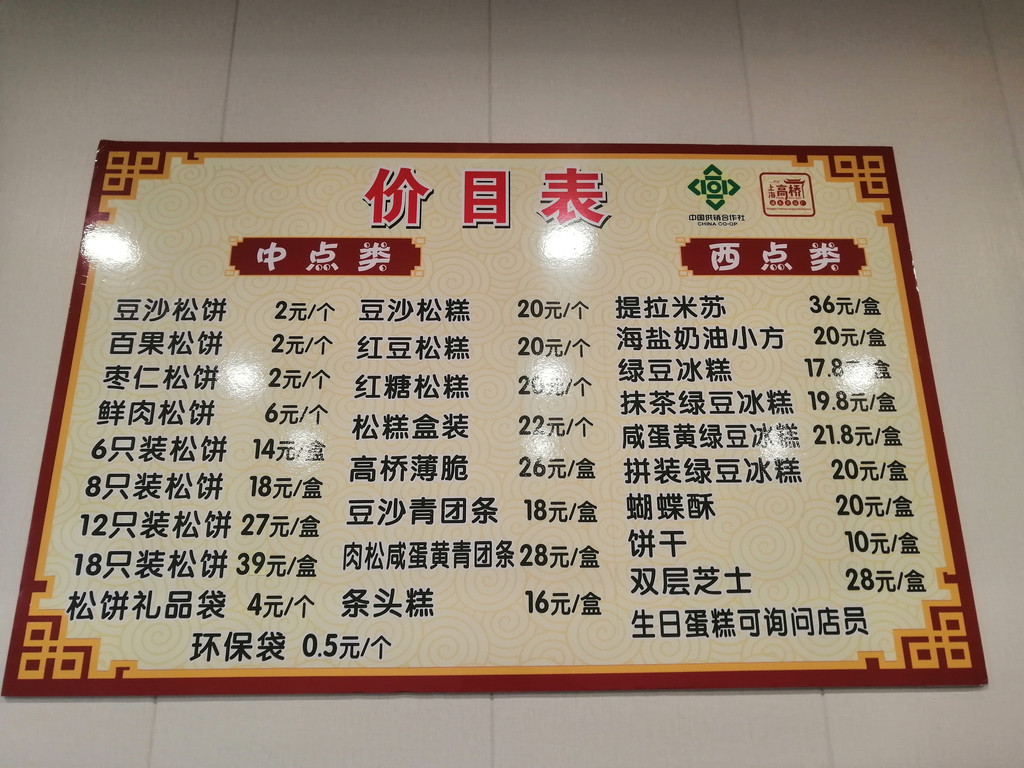 价目表
中国供销合作社
CHINA CO-OP
上海
高桥
中点类
西点类
豆沙松饼 2元/个
百果松饼 2元/个
枣仁松饼 2元/个
鲜肉松饼 6元/个
6只装松饼 14元/盒
8只装松饼 18元/盒
12只装松饼 27元/盒
18只装松饼 39元/盒
松饼礼品袋 4元/个
环保袋 0.5元/个
豆沙松糕 20元/个
红豆松糕 20元/个
红糖松糕 20元/个
松糕盒装 22元/个
高桥薄脆 26元/盒
豆沙青团条 18元/盒
肉松咸蛋黄青团条 28元/盒
条头糕 16元/盒
提拉米苏 36元/盒
海盐奶油小方 20元/盒
绿豆冰糕 17.8元/盒
抹茶绿豆冰糕 19.8元/盒
咸蛋黄绿豆冰糕 21.8元/盒
拼装绿豆冰糕 20元/盒
蝴蝶酥 20元/盒
饼干 10元/盒
双层芝士 28元/盒
生日蛋糕可询问店员